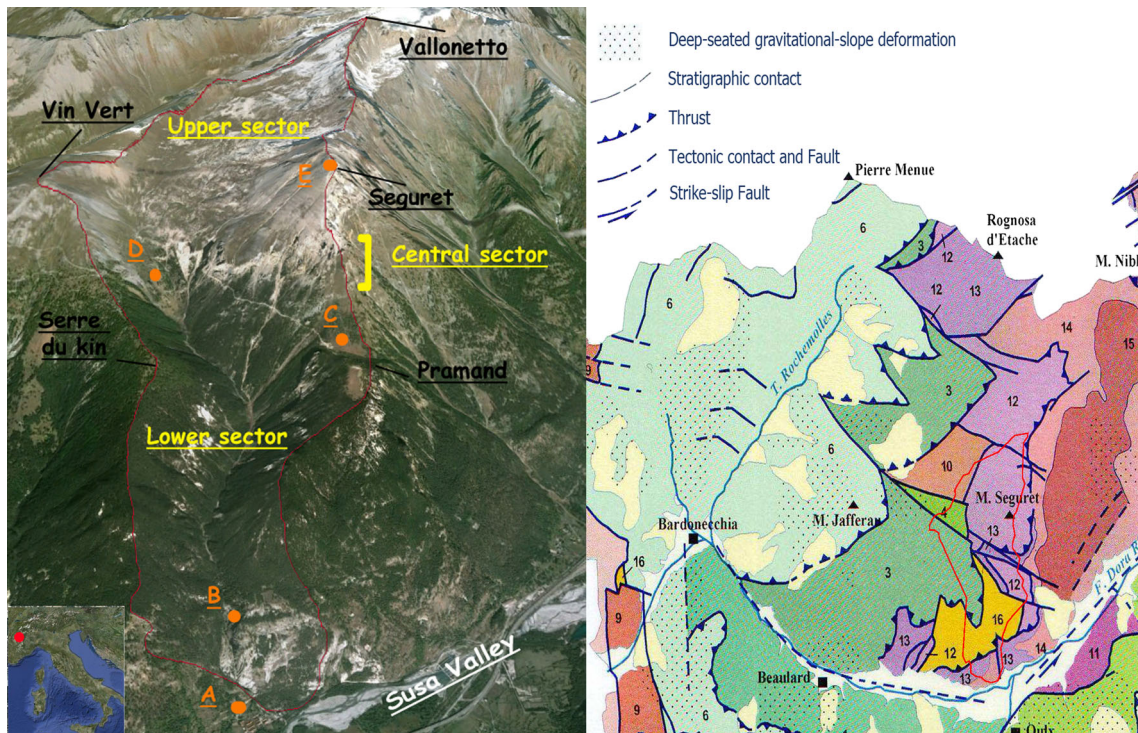 Vallonetto
Vin Vert
Upper sector
E
Seguret
D
Central sector
C
Serre
du kin
Pramand
Lower sector
B
A
Susa Valley
Deep-seated gravitational-slope deformation
Stratigraphic contact
Thrust
Tectonic contact and Fault
Strike-slip Fault
Pierre Menue
Rognosa
d'Etache
M. Nibl
6
3
12
12
13
6
14
15
T. Rochemolles
9
3
12
6
10
M. Seguret
4
M. Jafferau
Bardonecchia
13
16
3
12
F. Dora R
9
16
13
12
13
13
14
11
Beaulard
6
9
Oulx